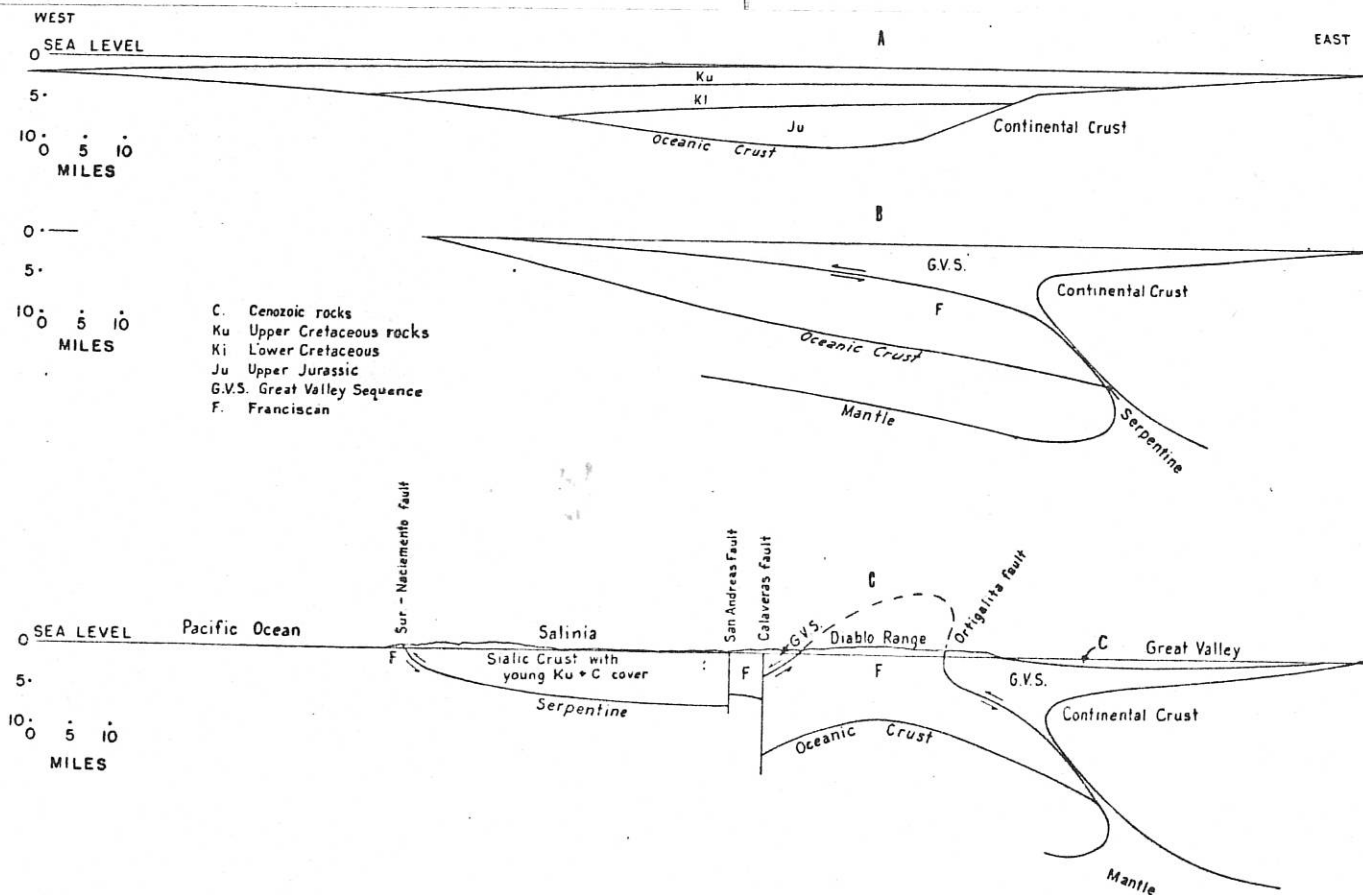 WEST
A
EAST
SEA LEVEL
0
Ku
5
Kl
Ju
Continental Crust
10
Oceanic Crust
0 5 10
MILES
B
0
G.V.S.
5
F
Continental Crust
10
0 5 10
MILES
Oceanic Crust
Mantle
Serpentine
C. Cenozoic rocks
Ku Upper Cretaceous rocks
Ki Lower Cretaceous
Ju Upper Jurassic
G.V.S. Great Valley Sequence
F. Franciscan
Sur - Naciemento fault
San Andreas Fault
Calaveras fault
C
Ortigalita fault
0 SEA LEVEL
Pacific Ocean
Salinia
G.V.S.
Diablo Range
C
Great Valley
F
Sialic Crust with
young Ku + C cover
F
F
G.V.S.
5
Serpentine
Continental Crust
10
0 5 10
MILES
Oceanic Crust
Mantle